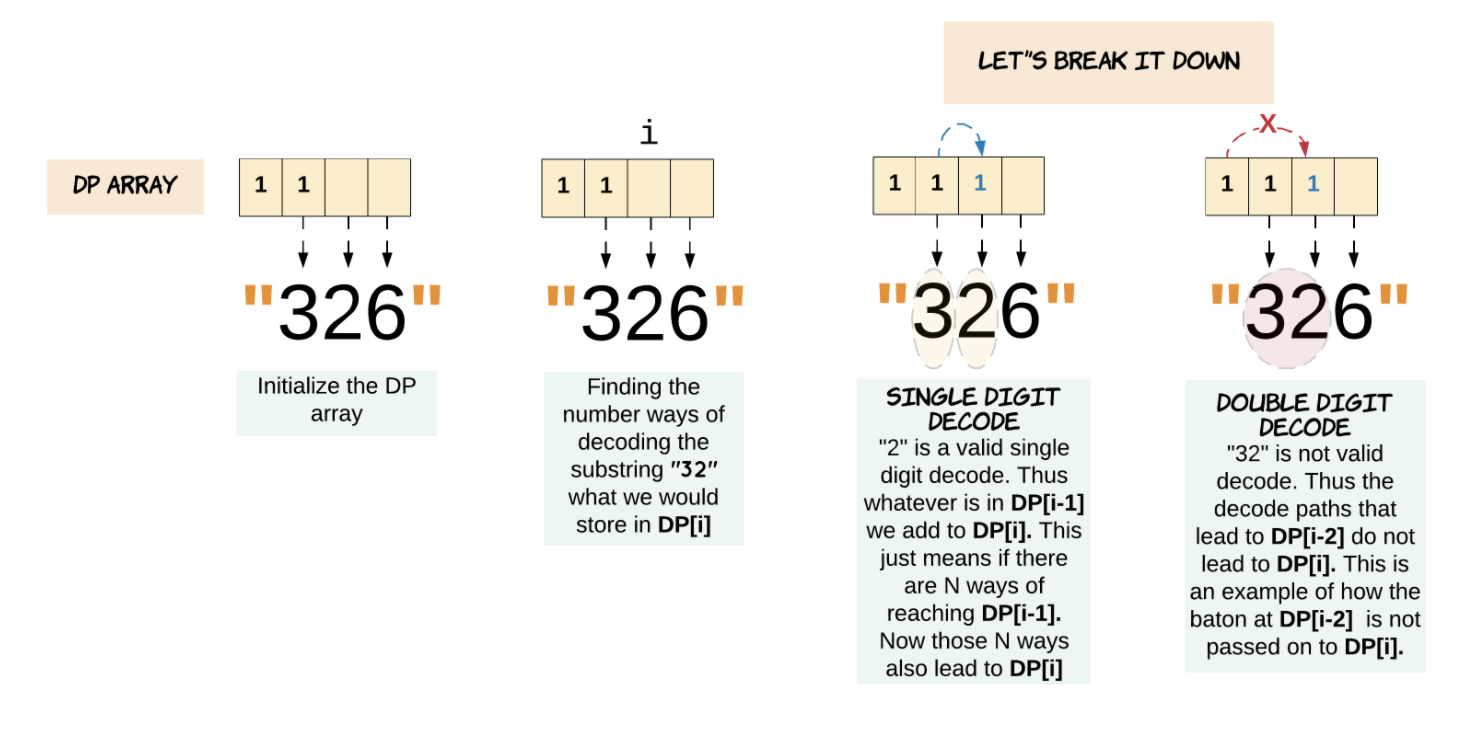 LET"S BREAK IT DOWN
DP ARRAY
1 1
"326"
Initialize the DP
array
i
1 1
"326"
Finding the
number ways of
decoding the
substring "32"
what we would
store in DP[i]
1 1 1
"326"
SINGLE DIGIT
DECODE
"2" is a valid single
digit decode. Thus
whatever is in DP[i-1]
we add to DP[i]. This
just means if there
are N ways of
reaching DP[i-1].
Now those N ways
also lead to DP[i]
X
1 1 1
"326"
DOUBLE DIGIT
DECODE
"32" is not valid
decode. Thus the
decode paths that
lead to DP[i-2] do not
lead to DP[i]. This is
an example of how the
baton at DP[i-2] is not
passed on to DP[i].